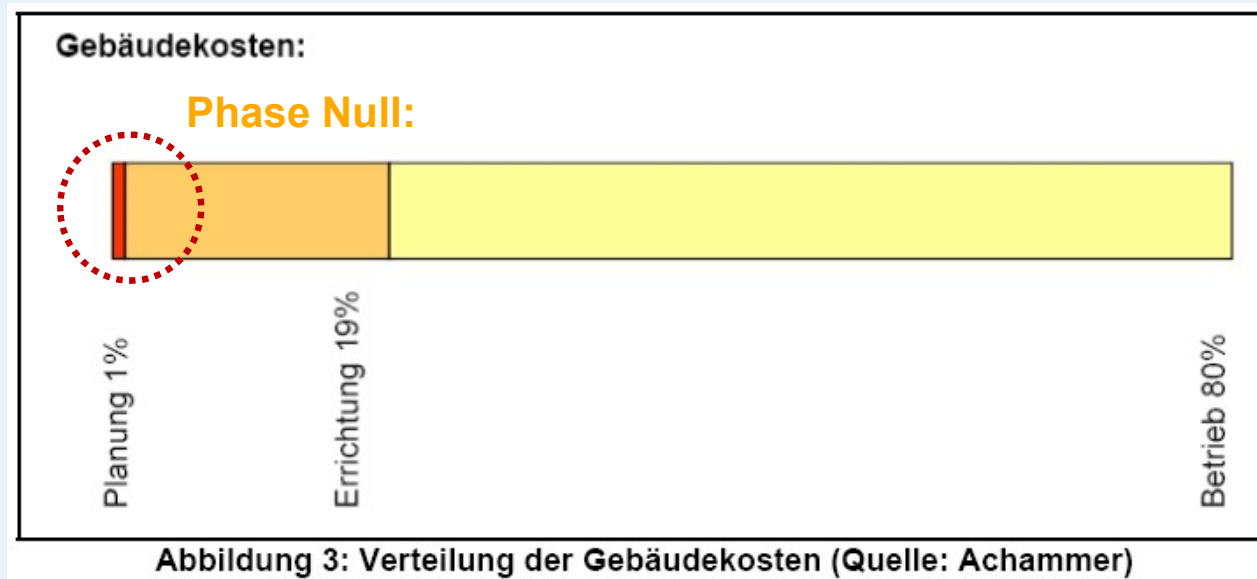 Gebäudekosten:
Phase Null:
Planung 1%
Errichtung 19%
Betrieb 80%
Abbildung 3: Verteilung der Gebäudekosten (Quelle: Achammer)